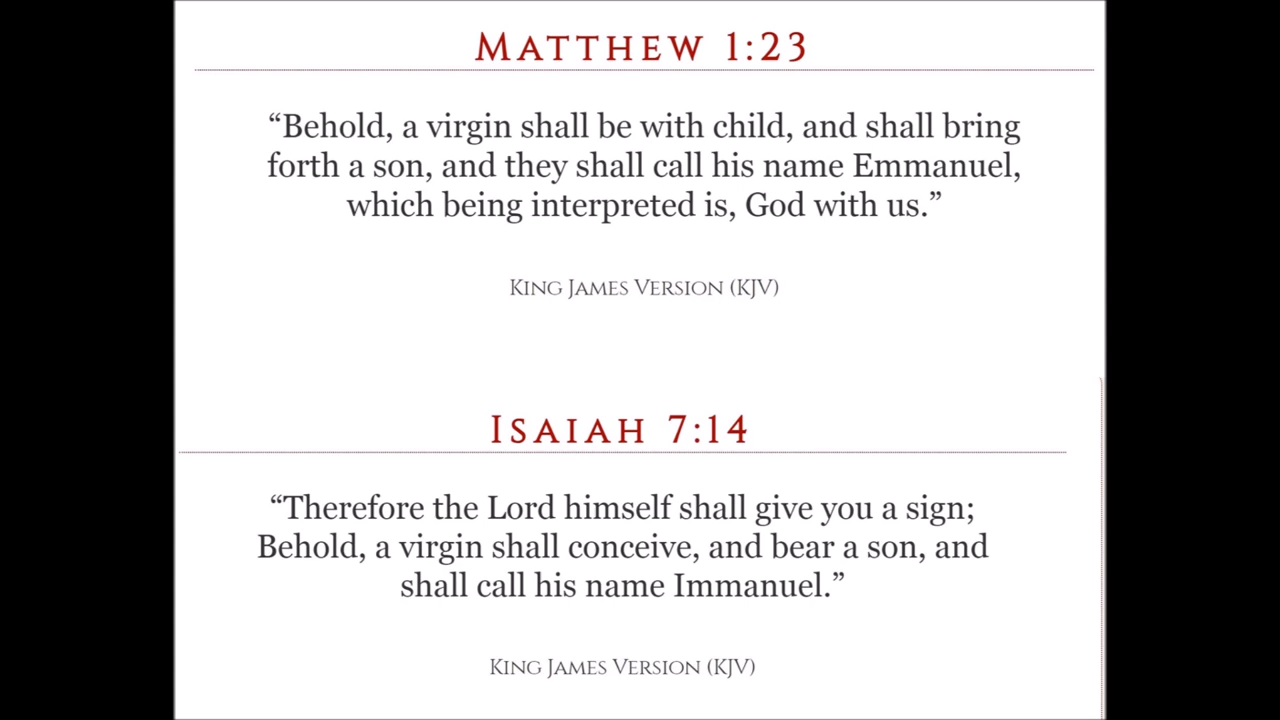 MATTHEW 1:23
“Behold, a virgin shall be with child, and shall bring
forth a son, and they shall call his name Emmanuel,
which being interpreted is, God with us.”
KING JAMES VERSION (KJV)
ISAIAH 7:14
“Therefore the Lord himself shall give you a sign;
Behold, a virgin shall conceive, and bear a son, and
shall call his name Immanuel.”
KING JAMES VERSION (KJV)